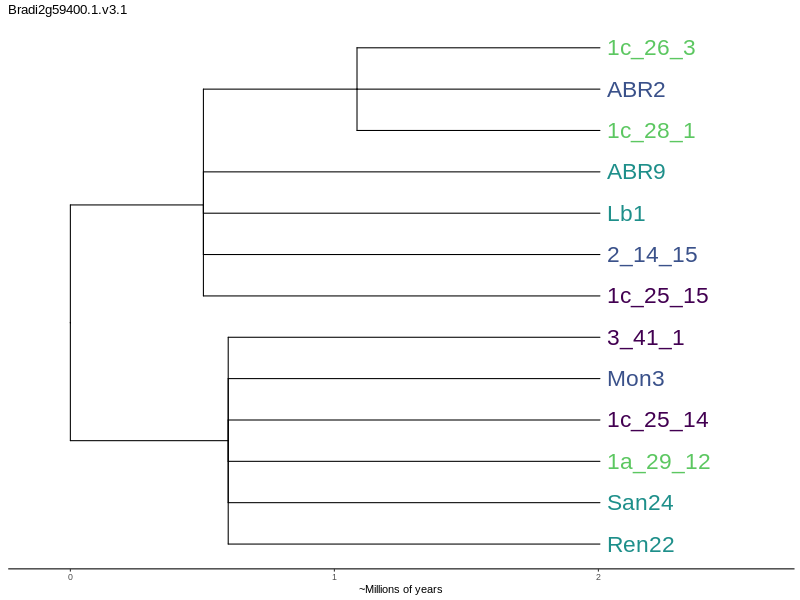 Bradi2g59400.1.v3.1
1c_26_3
ABR2
1c_28_1
ABR9
Lb1
2_14_15
1c_25_15
3_41_1
Mon3
1c_25_14
1a_29_12
San24
Ren22
0 1 2
~Millions of years